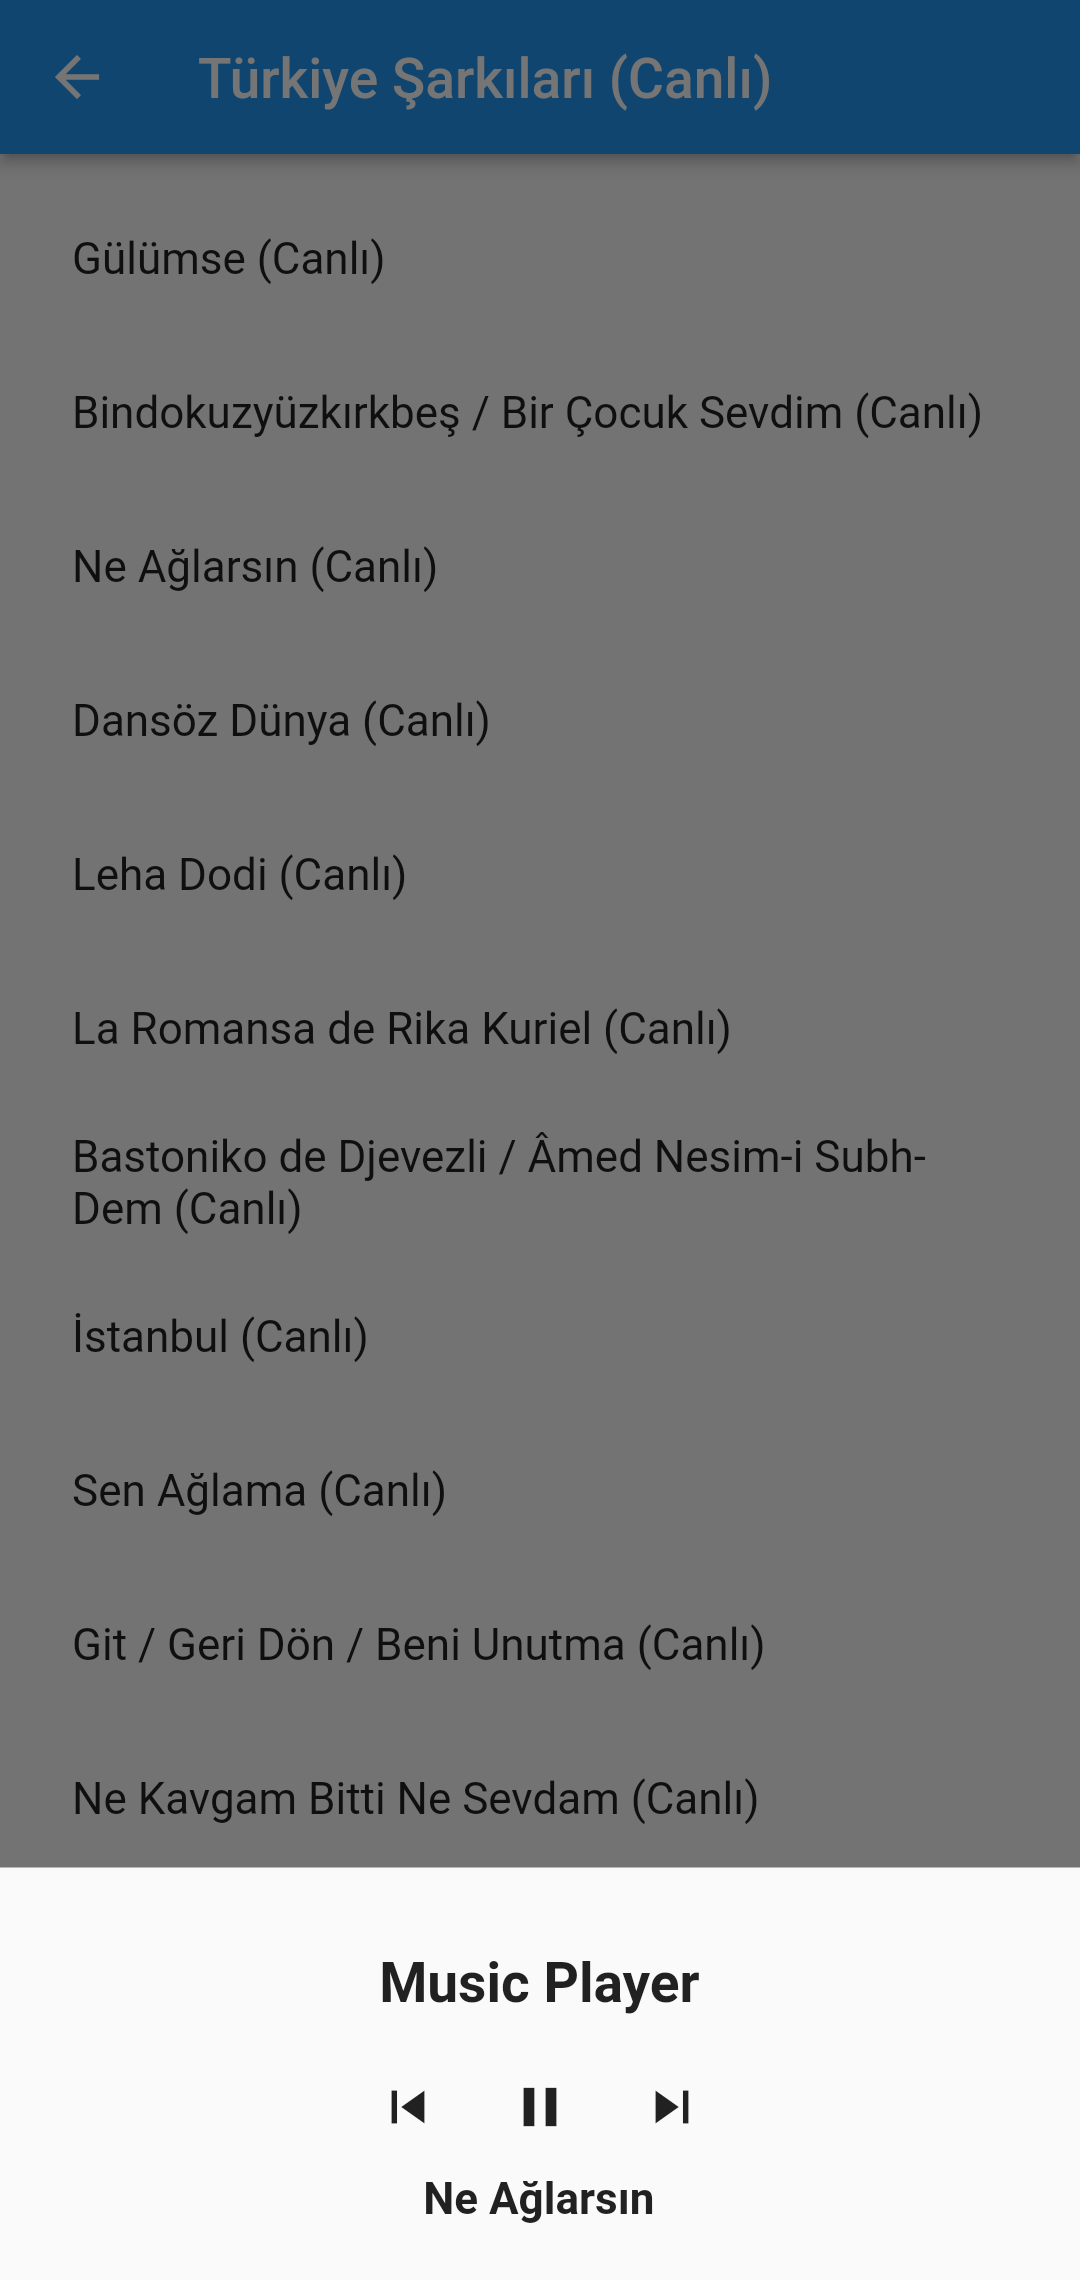 Türkiye Şarkıları (Canlı)
Gülümse (Canlı)
Bindokuzyüzkırkbeş / Bir Çocuk Sevdim (Canlı)
Ne Ağlarsın (Canlı)
Dansöz Dünya (Canlı)
Leha Dodi (Canlı)
La Romansa de Rika Kuriel (Canlı)
Bastoniko de Djevezli / Âmed Nesim-i Subh-
Dem (Canlı)
İstanbul (Canlı)
Sen Ağlama (Canlı)
Git / Geri Dön / Beni Unutma (Canlı)
Ne Kavgam Bitti Ne Sevdam (Canlı)
Music Player
Ne Ağlarsın